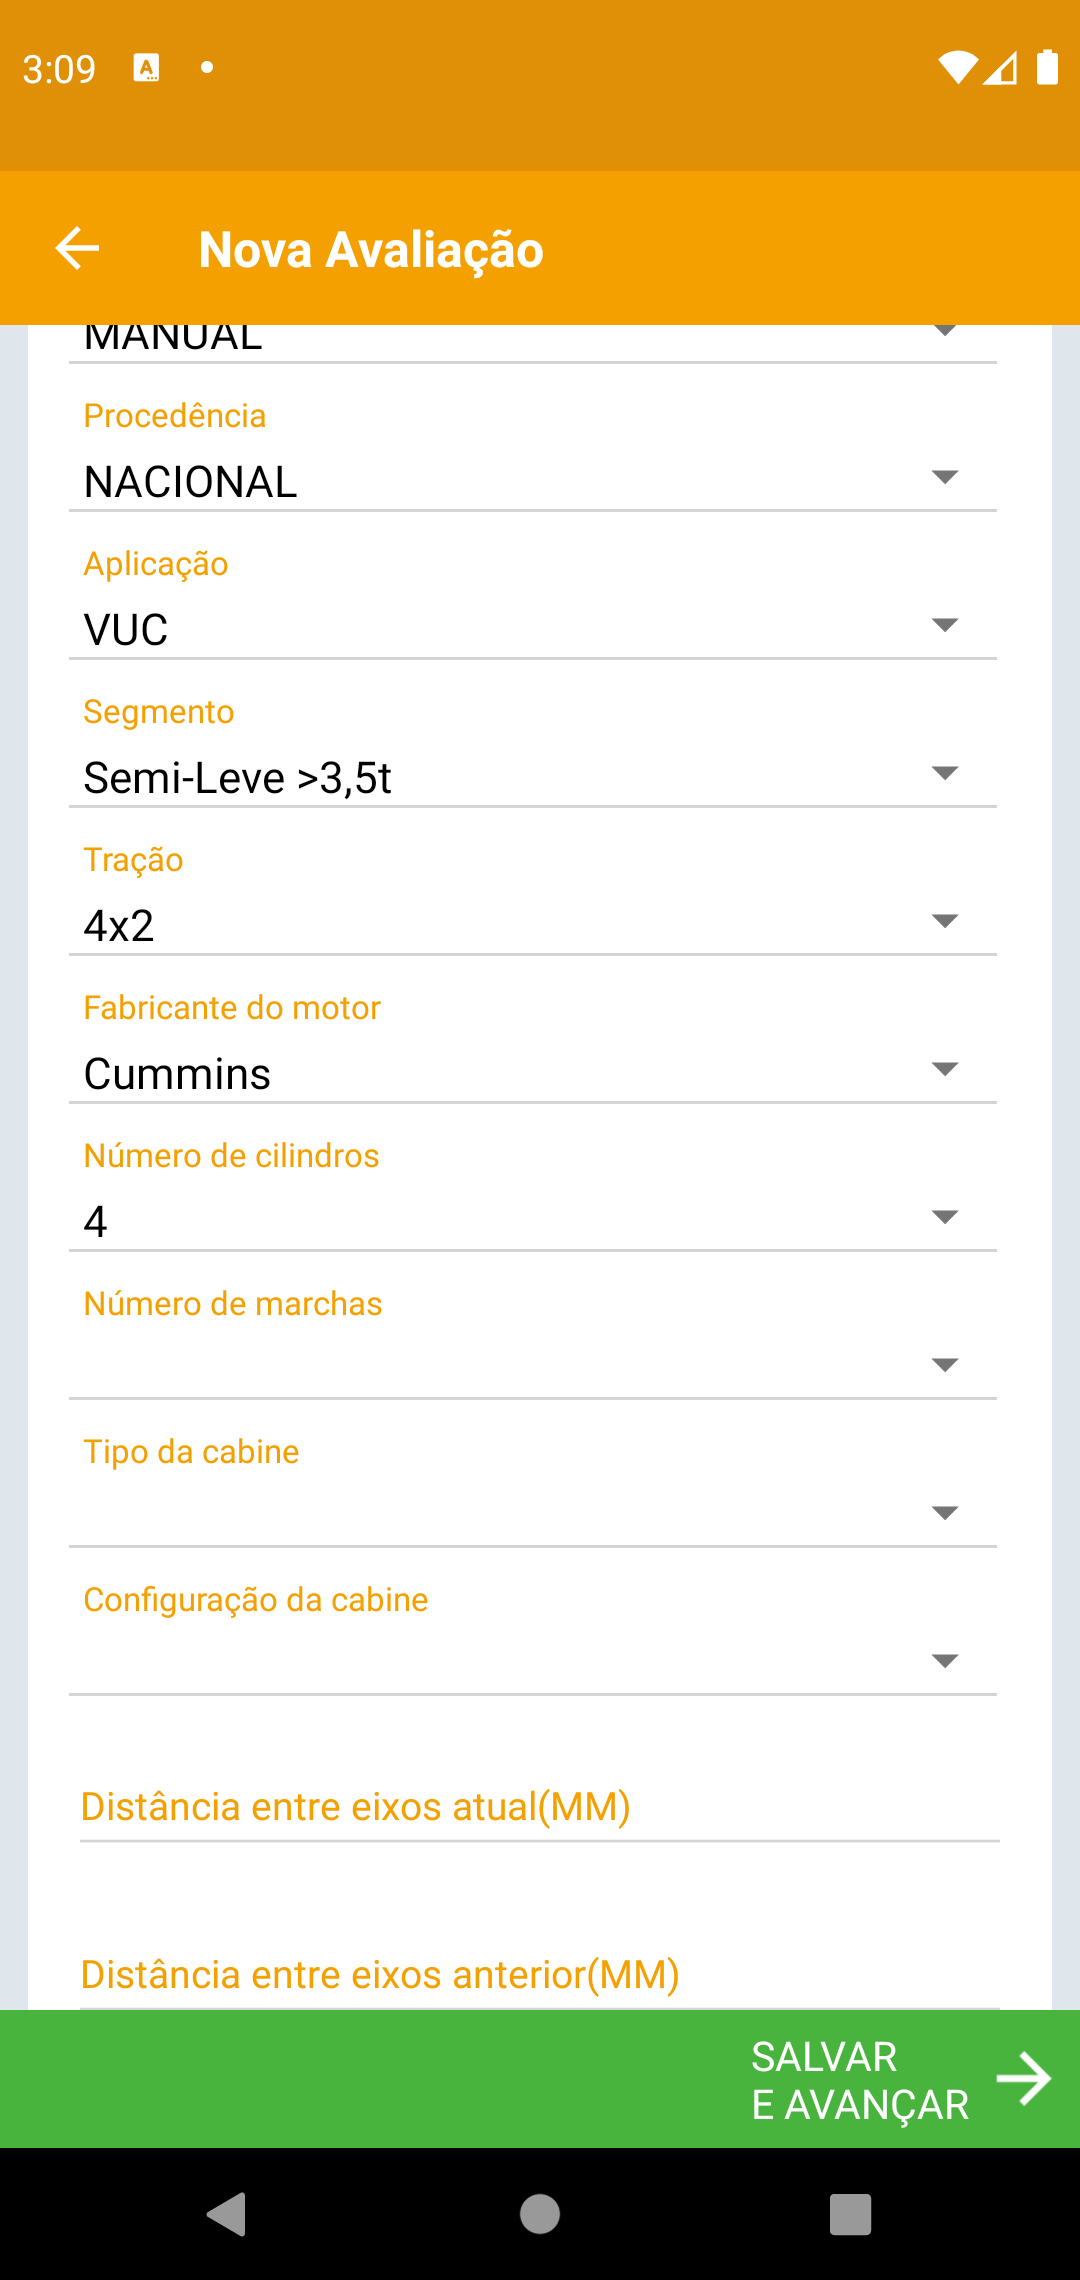 3:09
Nova Avaliação
MANUAL
Procedência
NACIONAL
Aplicação
VUC
Segmento
Semi-Leve >3,5t
Tração
4x2
Fabricante do motor
Cummins
Número de cilindros
4
Número de marchas
Tipo da cabine
Configuração da cabine
Distância entre eixos atual(MM)
Distância entre eixos anterior(MM)
SALVAR
E AVANÇAR